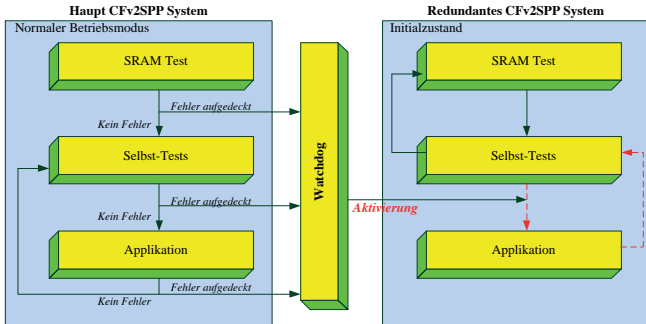 Haupt CFv2SPP System
Normaler Betriebsmodus
SRAM Test
Fehler aufgedeckt
Kein Fehler
Selbst-Tests
Fehler aufgedeckt
Kein Fehler
Applikation
Fehler aufgedeckt
Kein Fehler
Watchdog
Aktivierung
Redundantes CFv2SPP System
Initialzustand
SRAM Test
Selbst-Tests
Applikation